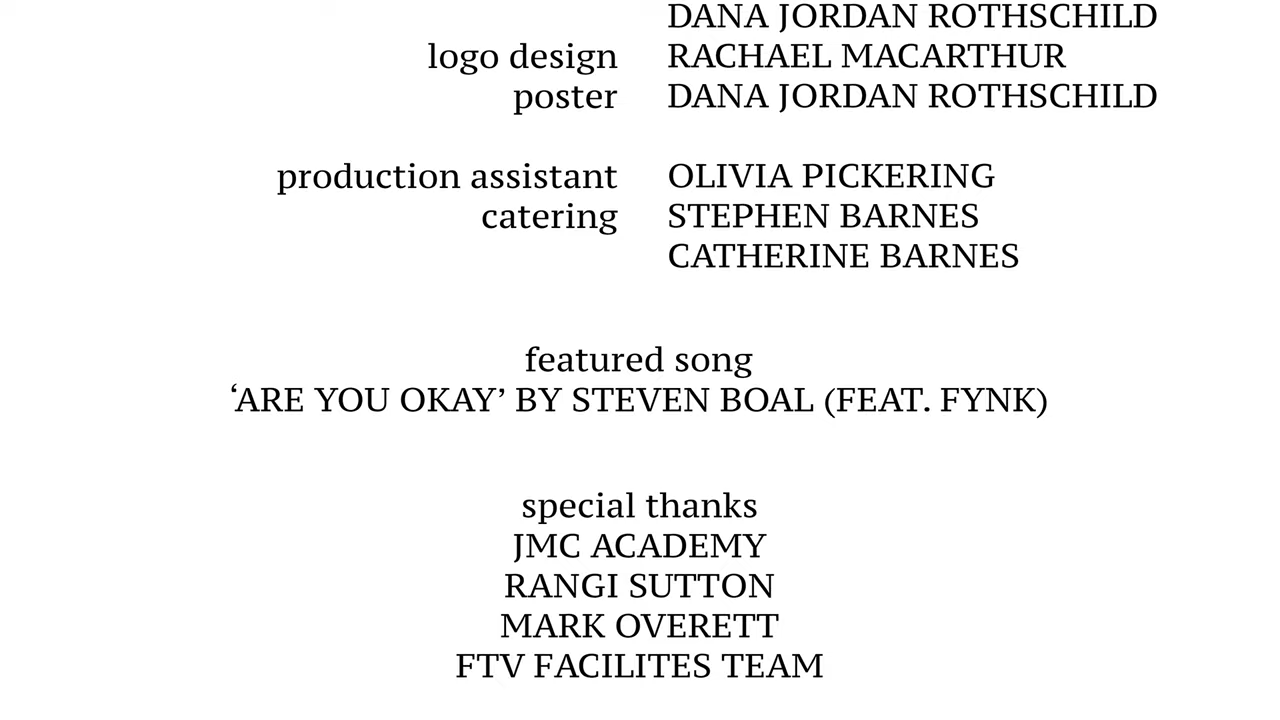 DANA JORDAN ROTHSCHILD
logo design RACHAEL MACARTHUR
poster DANA JORDAN ROTHSCHILD
production assistant OLIVIA PICKERING
catering STEPHEN BARNES
CATHERINE BARNES
featured song
‘ARE YOU OKAY’ BY STEVEN BOAL (FEAT. FYNK)
special thanks
JMC ACADEMY
RANGI SUTTON
MARK OVERETT
FTV FACILITES TEAM